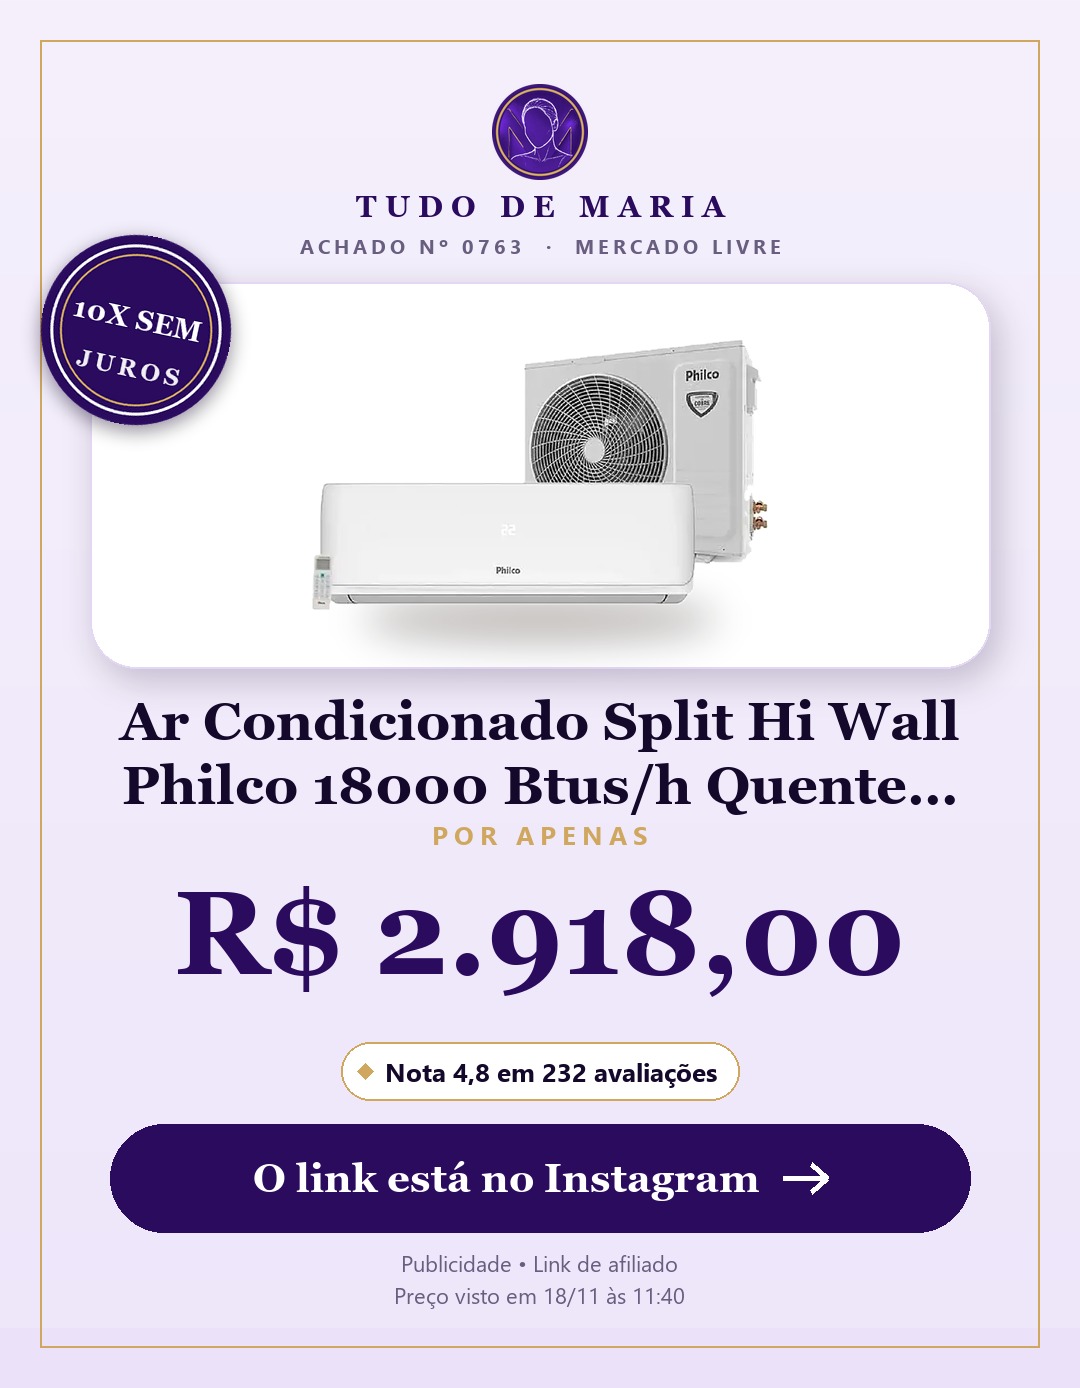 TUDO DE MARIA
ACHADO Nº 0763 · MERCADO LIVRE
10X SEM
JUROS
Philco
COBRE
22
Philco
Ar Condicionado Split Hi Wall
Philco 18000 Btus/h Quente...
POR APENAS
R$ 2.918,00
Nota 4,8 em 232 avaliações
O link está no Instagram →
Publicidade • Link de afiliado
Preço visto em 18/11 às 11:40